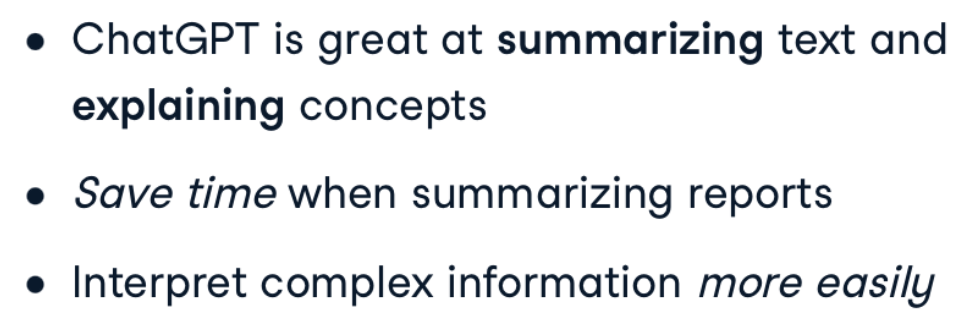 • ChatGPT is great at summarizing text and
explaining concepts
• Save time when summarizing reports
• Interpret complex information more easily